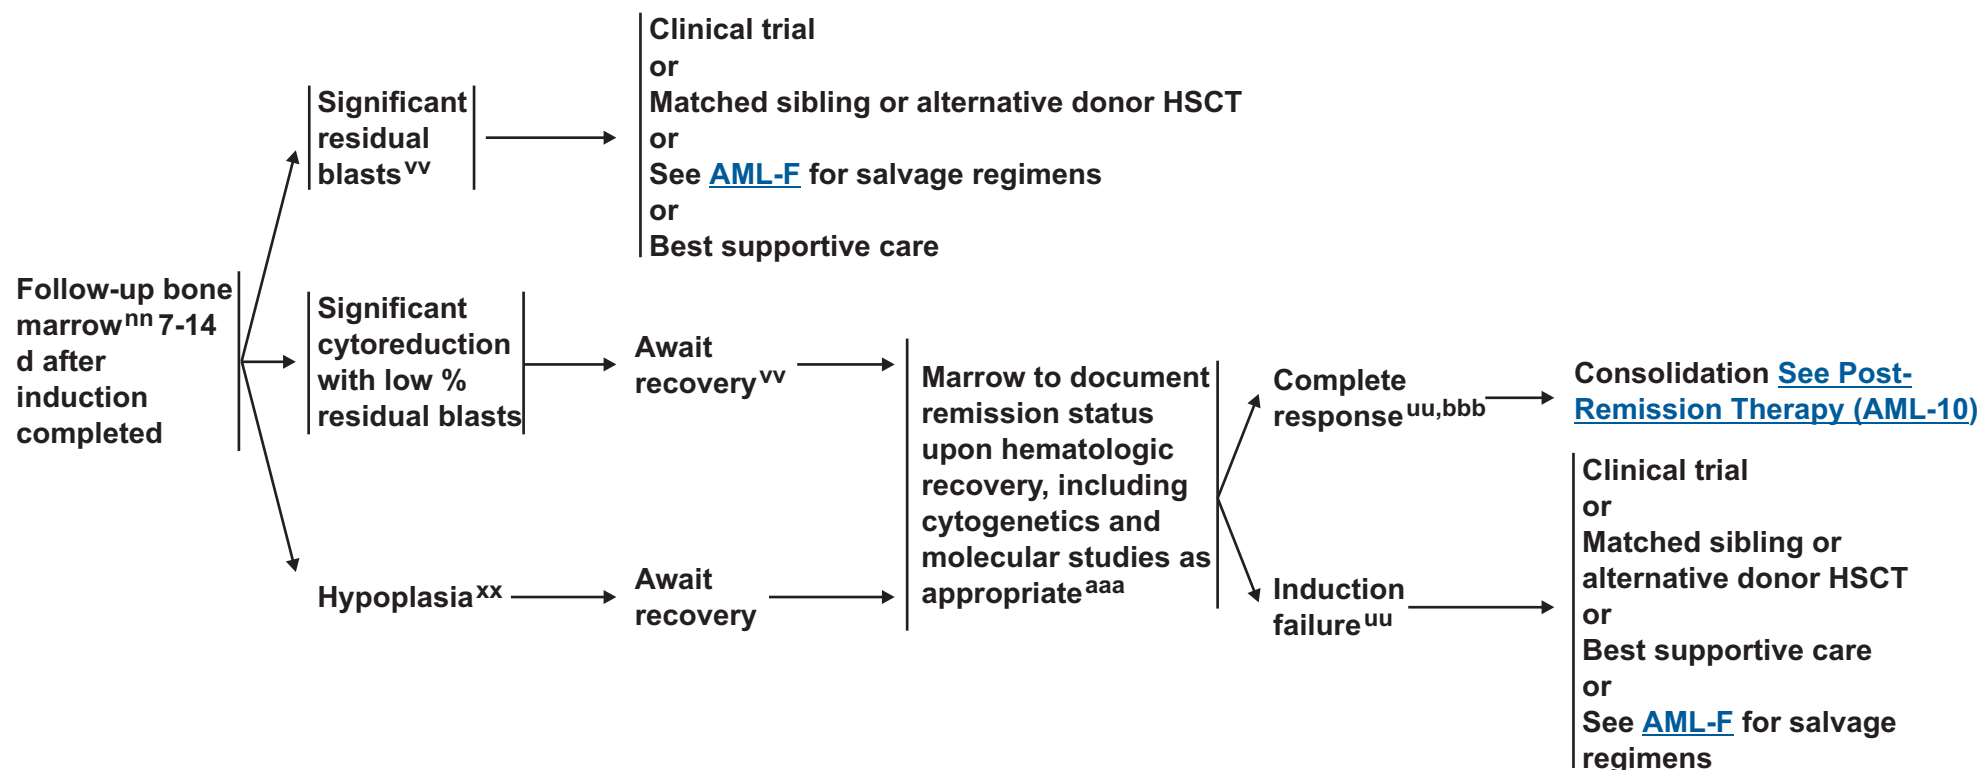 Follow-up bone
marrow nn 7-14
d after
induction
completed
Significant
residual
blasts vv
Clinical trial
or
Matched sibling or alternative donor HSCT
or
See AML-F for salvage regimens
or
Best supportive care
Significant
cytoreduction
with low %
residual blasts
Await
recovery vv
Hypoplasia xx
Await
recovery
Marrow to document
remission status
upon hematologic
recovery, including
cytogenetics and
molecular studies as
appropriate aaa
Complete
response uu,bbb
Consolidation See Post-
Remission Therapy (AML-10)
Induction
failure uu
Clinical trial
or
Matched sibling or
alternative donor HSCT
or
Best supportive care
or
See AML-F for salvage
regimens